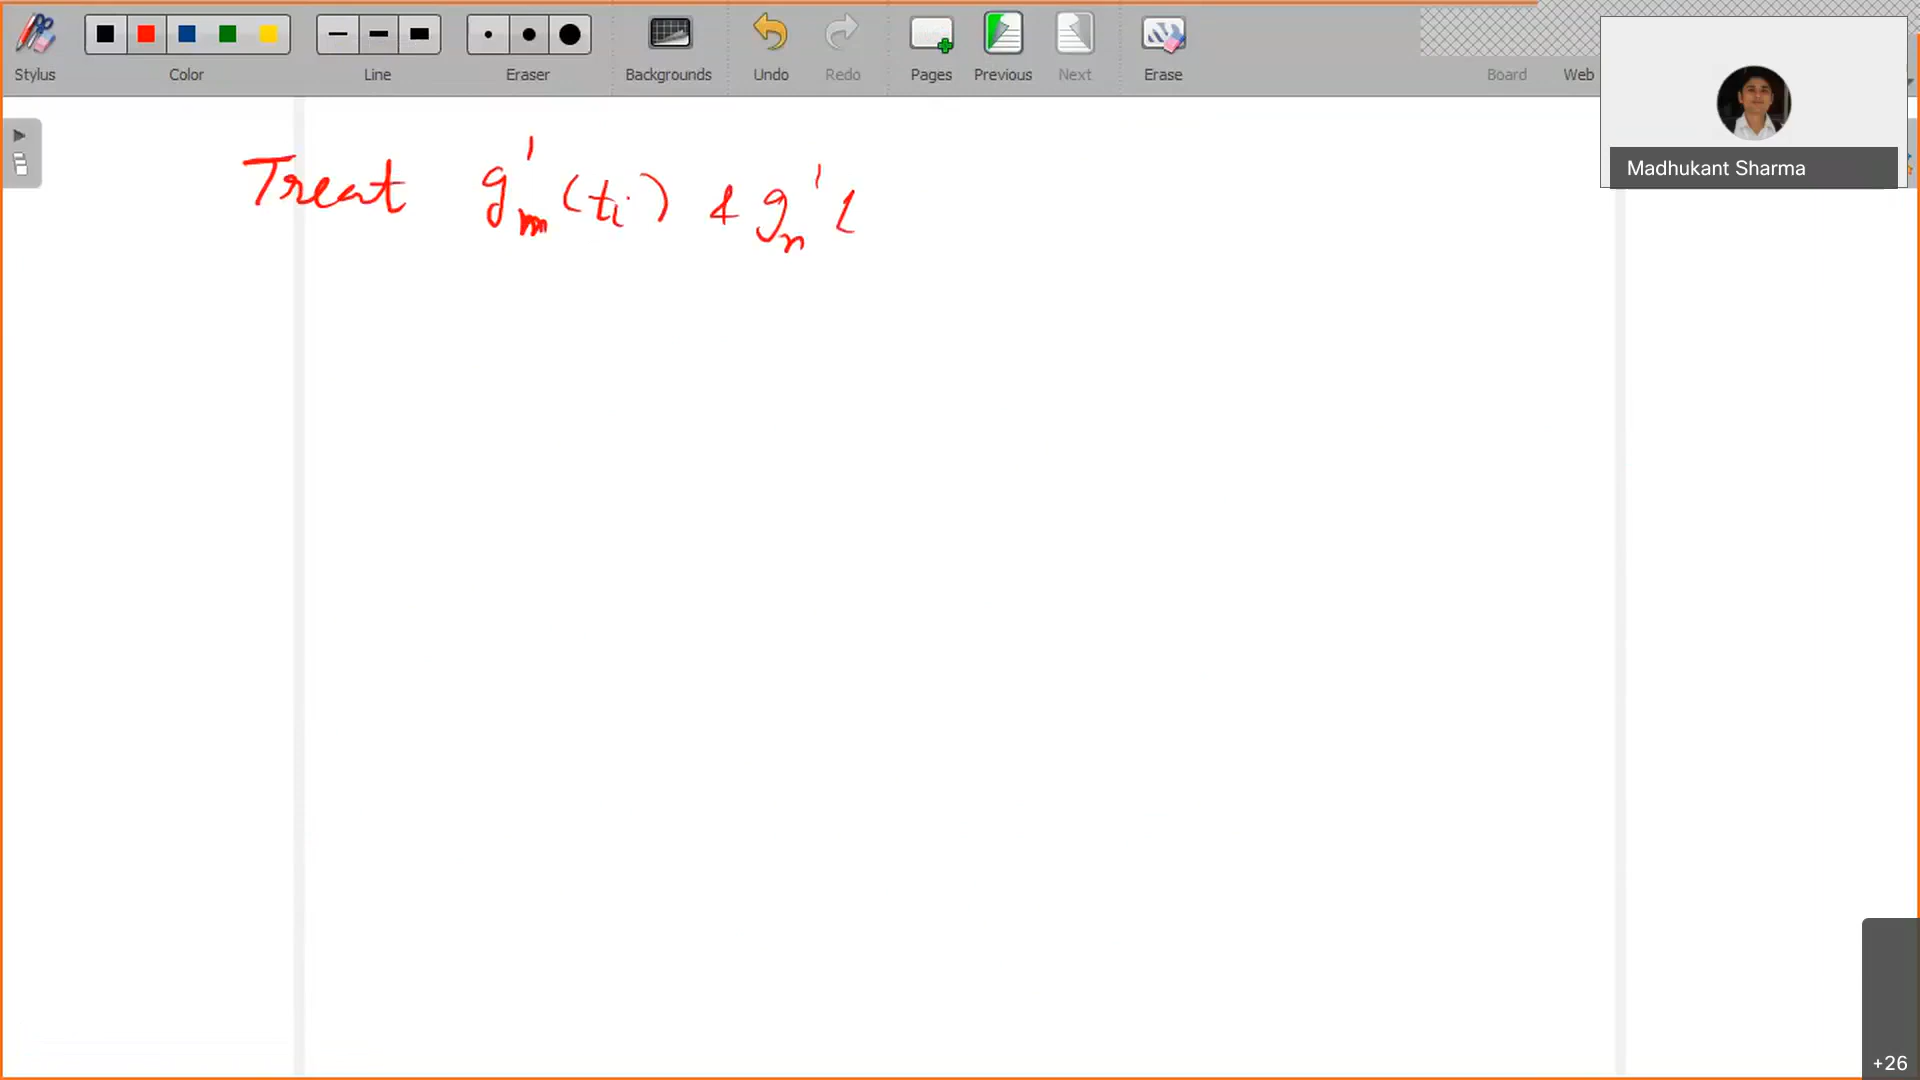 Stylus Color Line Eraser Backgrounds Undo Redo Pages Previous Next Erase Board Web
Madhukant Sharma
Treat g'm (ti) & g'n (
+26